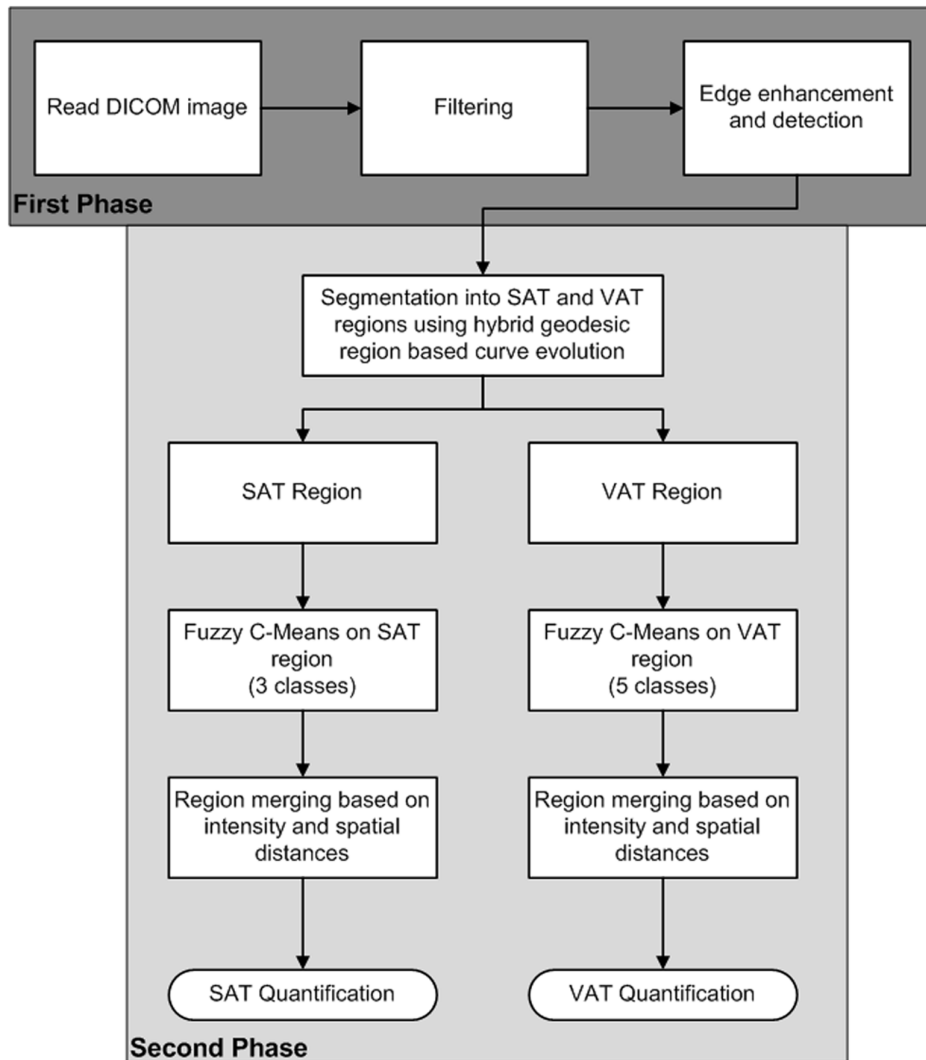 Read DICOM image
Filtering
Edge enhancement
and detection
First Phase
Segmentation into SAT and VAT
regions using hybrid geodesic
region based curve evolution
SAT Region
VAT Region
Fuzzy C-Means on SAT
region
(3 classes)
Fuzzy C-Means on VAT
region
(5 classes)
Region merging based on
intensity and spatial
distances
Region merging based on
intensity and spatial
distances
SAT Quantification
VAT Quantification
Second Phase